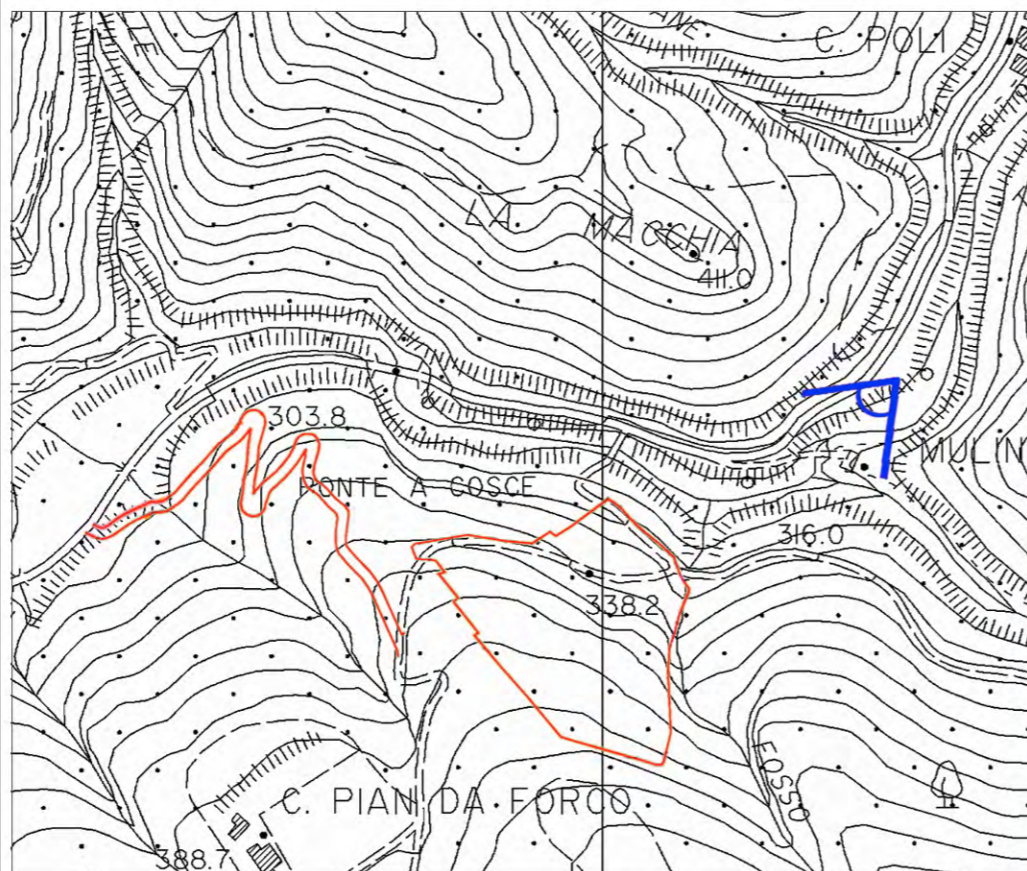 C. POLI
LA MACCHIA
411.0
303.8
MULIN
PONTE A COSCE
316.0
338.2
FOSSO
C. PIAN DA FORCO
388.7